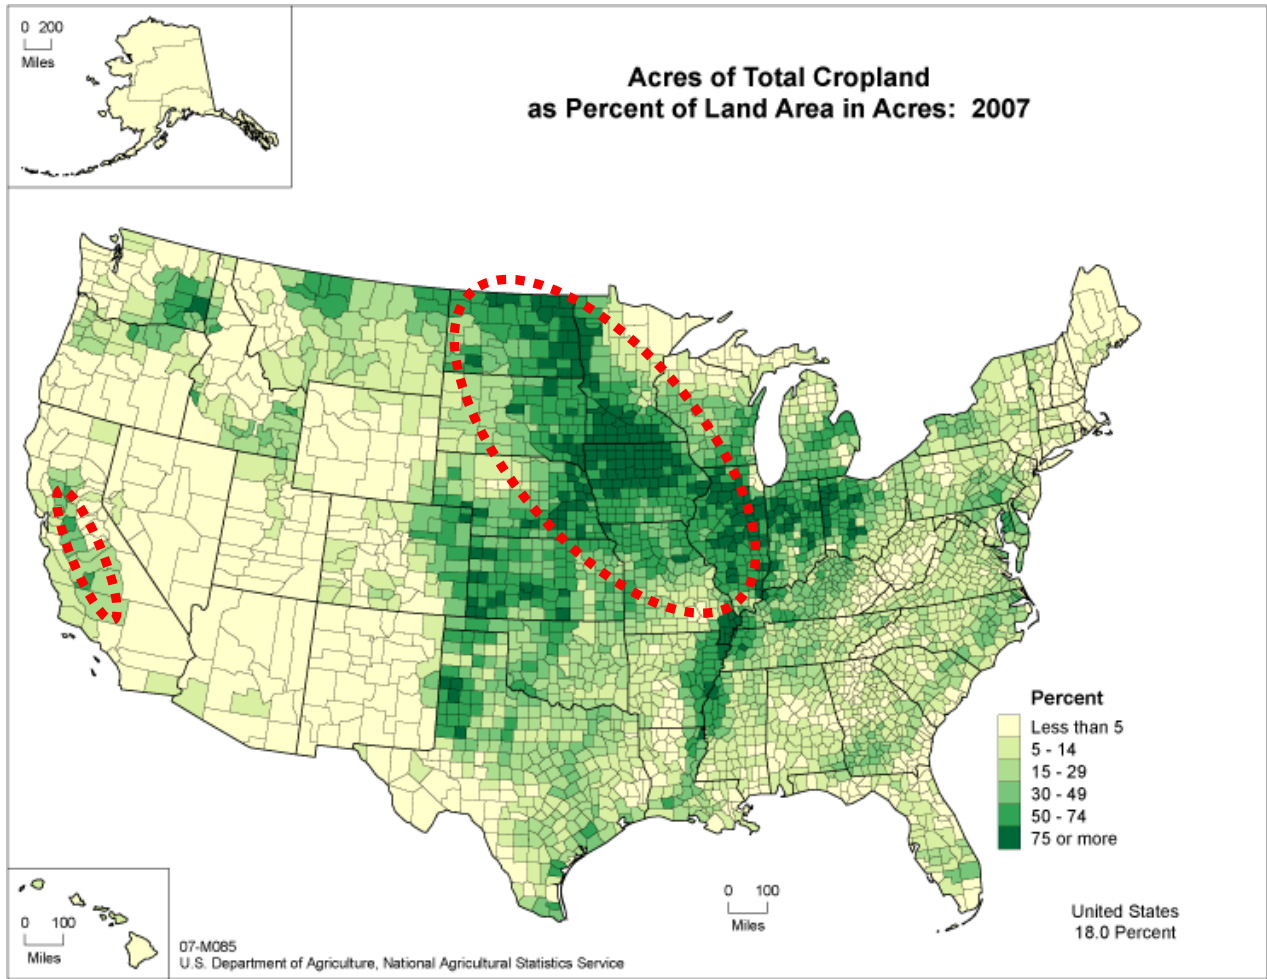 0 200
Miles
Acres of Total Cropland
as Percent of Land Area in Acres: 2007
Percent
Less than 5
5 - 14
15 - 29
30 - 49
50 - 74
75 or more
0 100
Miles
0 100
Miles
United States
18.0 Percent
07-M085
U.S. Department of Agriculture, National Agricultural Statistics Service